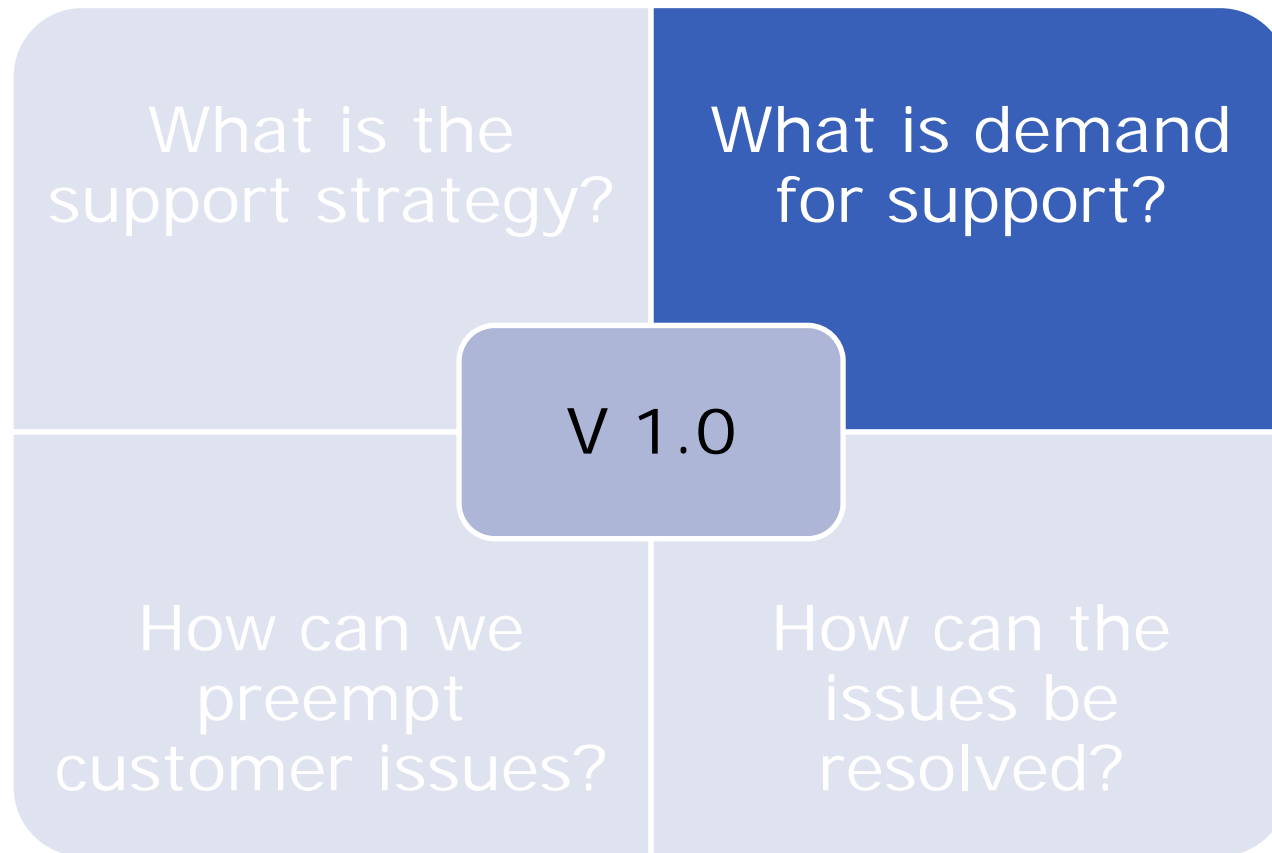 What is the
support strategy?
What is demand
for support?
V 1.0
How can we
preempt
customer issues?
How can the
issues be
resolved?